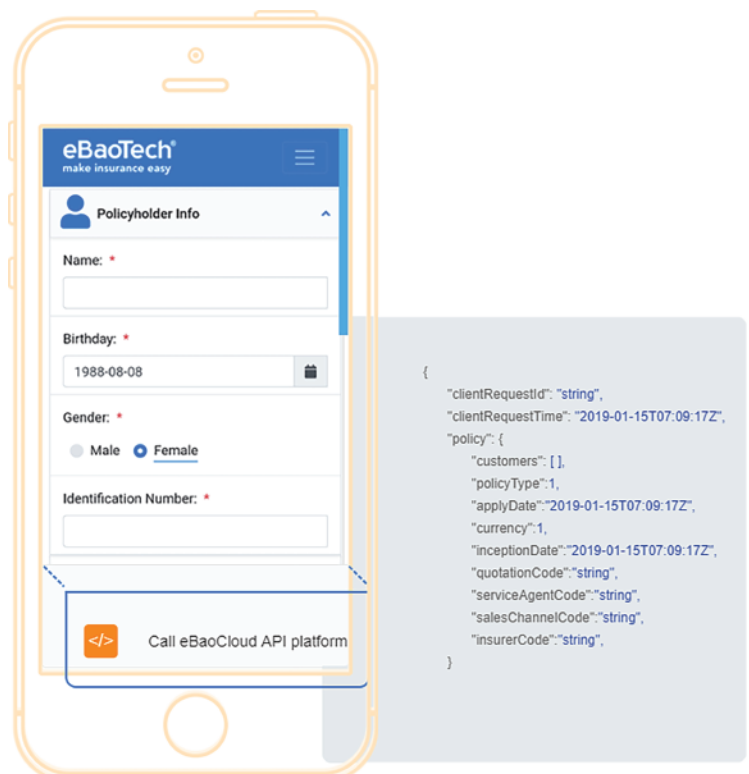 eBaoTech®
make insurance easy
Policyholder Info
Name: *
Birthday: *
1988-08-08
Gender: *
Male Female
Identification Number: *
</> Call eBaoCloud API platform
{
"clientRequestId": "string",
"clientRequestTime": "2019-01-15T07:09:17Z",
"policy": {
"customers": [ ],
"policyType":1,
"applyDate":"2019-01-15T07:09:17Z",
"currency":1,
"inceptionDate":"2019-01-15T07:09:17Z",
"quotationCode":"string",
"serviceAgentCode":"string",
"salesChannelCode":"string",
"insurerCode":"string",
}